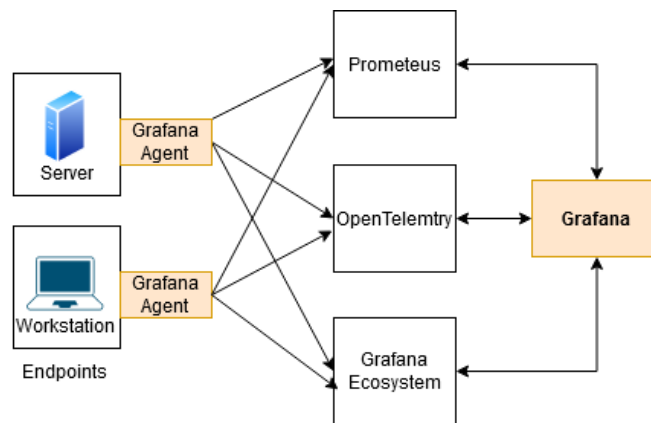 Prometeus
Grafana
Agent
Server
OpenTelemtry
Grafana
Grafana
Agent
Workstation
Grafana
Ecosystem
Endpoints